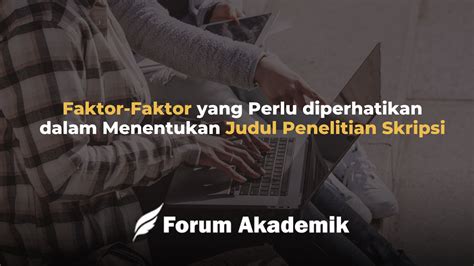 Faktor-Faktor yang Perlu diperhatikan
dalam Menentukan Judul Penelitian Skripsi
Forum Akademik